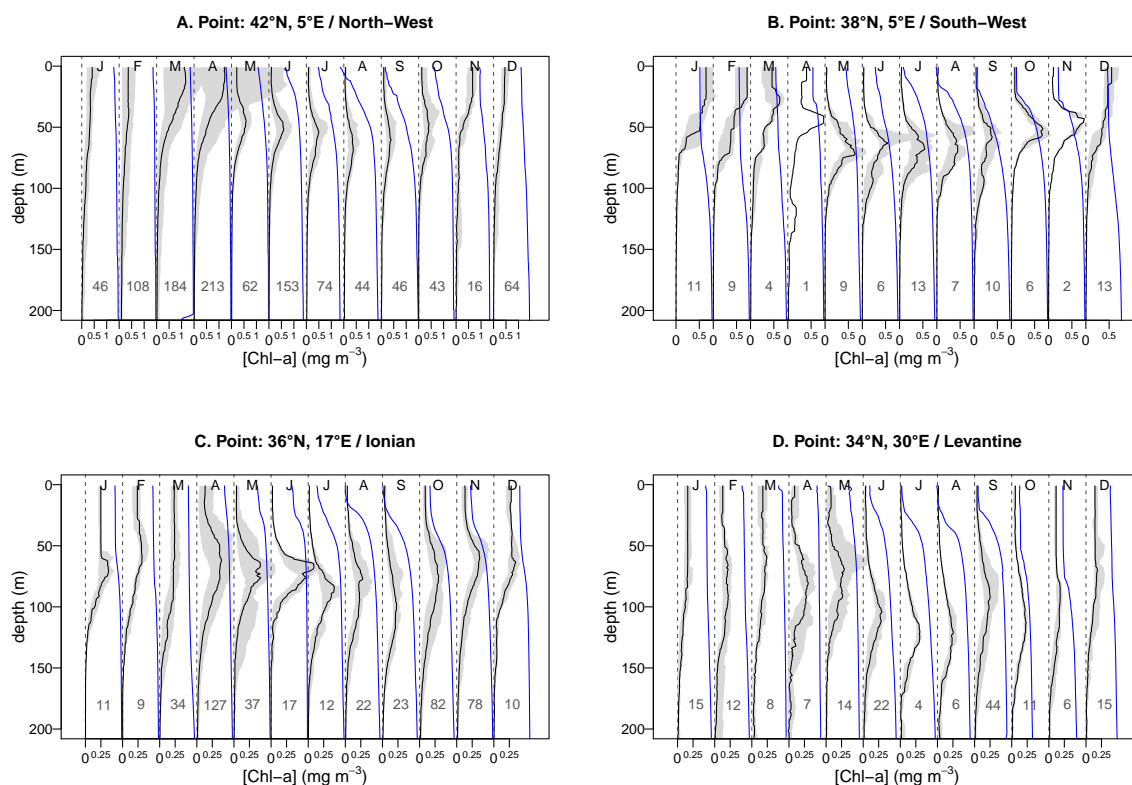 A. Point: 42°N, 5°E / North−West
J F M A M J J A S O N D
0
50
100
150
200
depth (m)
46 108 184 213 62 153 74 44 46 43 16 64
0 0.5 1 0 0.5 1 0 0.5 1 0 0.5 1 0 0.5 1 0 0.5 1 0 0.5 1 0 0.5 1 0 0.5 1 0 0.5 1 0 0.5 1 0 0.5 1
[Chl−a] (mg m−3)
B. Point: 38°N, 5°E / South−West
J F M A M J J A S O N D
0
50
100
150
200
depth (m)
11 9 4 1 9 6 13 7 10 6 2 13
0 0.5 0 0.5 0 0.5 0 0.5 0 0.5 0 0.5 0 0.5 0 0.5 0 0.5 0 0.5 0 0.5 0 0.5
[Chl−a] (mg m−3)
C. Point: 36°N, 17°E / Ionian
J F M A M J J A S O N D
0
50
100
150
200
depth (m)
11 9 34 127 37 17 12 22 23 82 78 10
0 0.25 0 0.25 0 0.25 0 0.25 0 0.25 0 0.25 0 0.25 0 0.25 0 0.25 0 0.25 0 0.25 0 0.25
[Chl−a] (mg m−3)
D. Point: 34°N, 30°E / Levantine
J F M A M J J A S O N D
0
50
100
150
200
depth (m)
15 12 8 7 14 22 4 6 44 11 6 15
0 0.25 0 0.25 0 0.25 0 0.25 0 0.25 0 0.25 0 0.25 0 0.25 0 0.25 0 0.25 0 0.25 0 0.25
[Chl−a] (mg m−3)